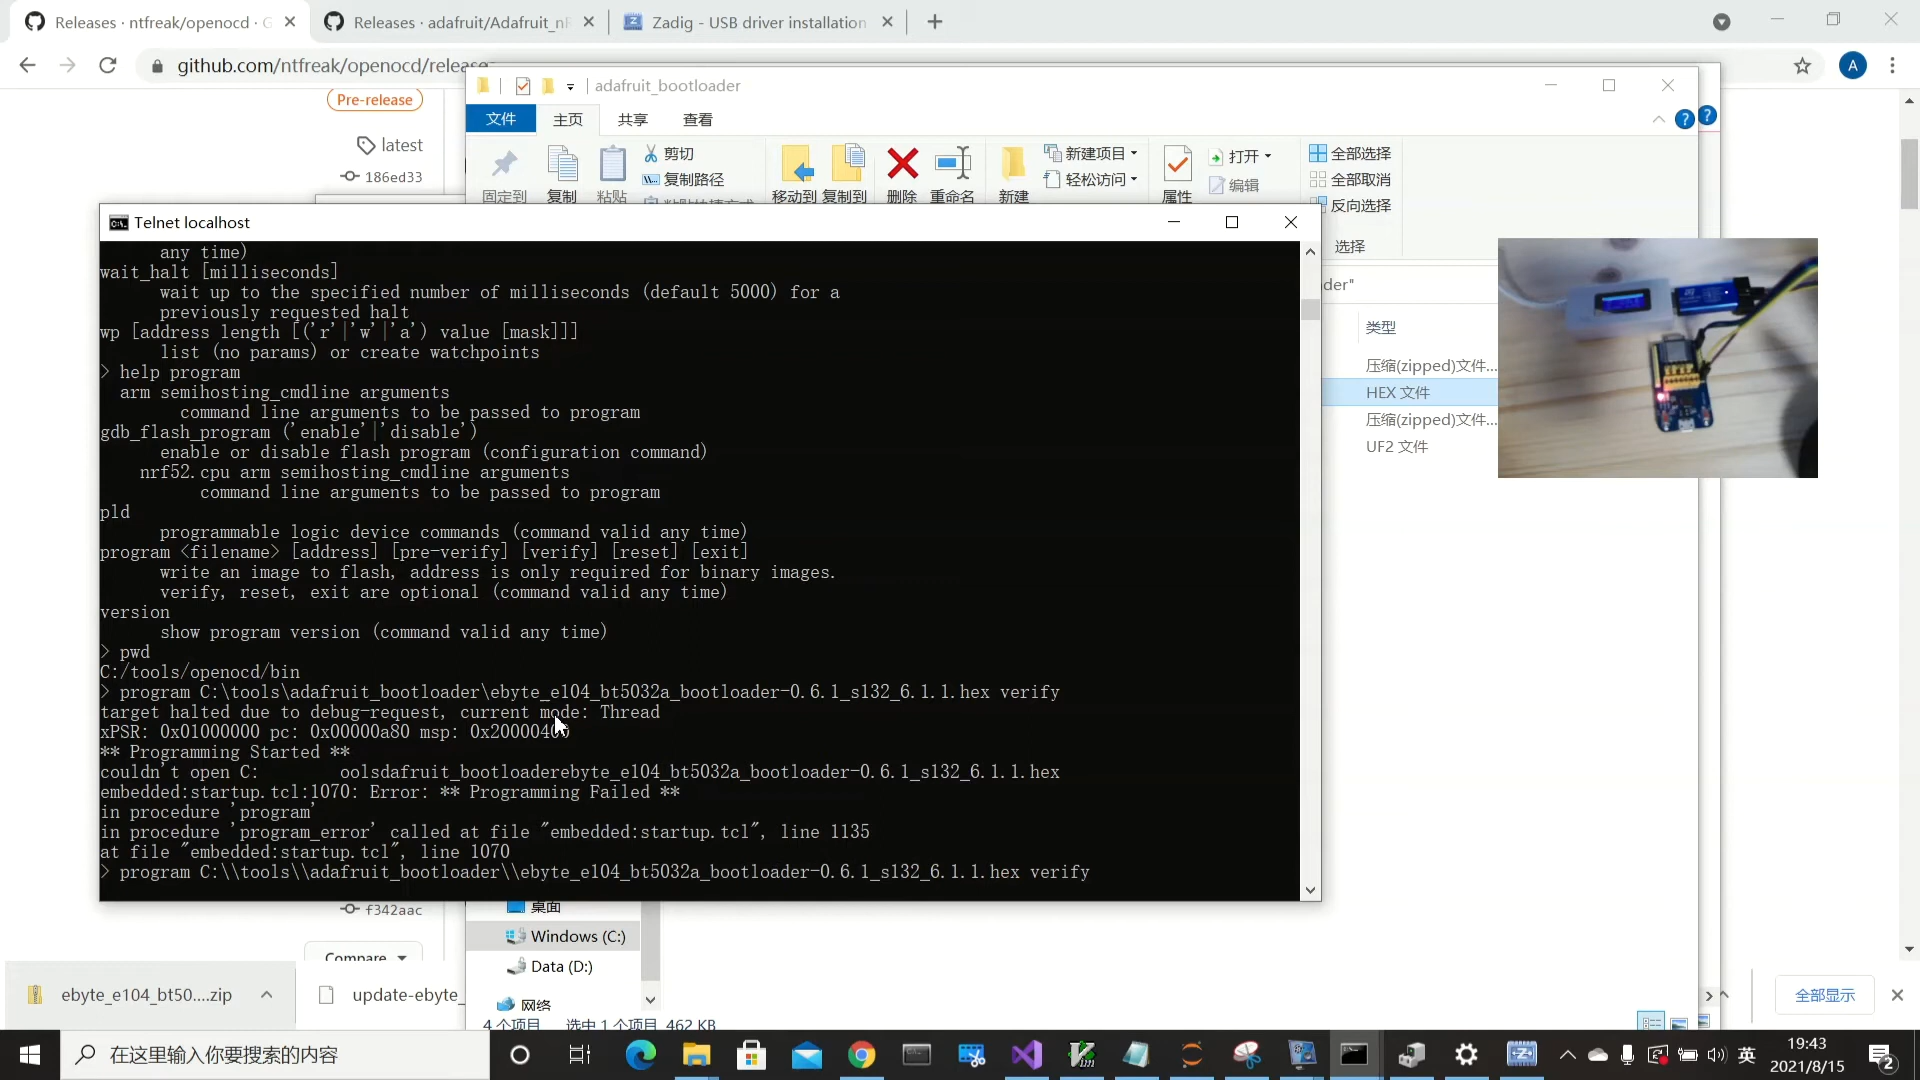 Releases · ntfreak/openocd · G
Releases · adafruit/Adafruit_nR
Zadig - USB driver installation
github.com/ntfreak/openocd/release
A
Pre-release
latest
186ed33
adafruit_bootloader
文件
主页
共享
查看
固定到
复制
粘贴
剪切
复制路径
粘贴快捷方式
移动到
复制到
删除
重命名
新建
新建项目
轻松访问
属性
打开
编辑
全部选择
全部取消
反向选择
选择
der"
类型
压缩(zipped)文件...
HEX 文件
压缩(zipped)文件...
UF2 文件
Telnet localhost
any time)
wait_halt [milliseconds]
wait up to the specified number of milliseconds (default 5000) for a
previously requested halt
wp [address length [('r'|'w'|'a') value [mask]]]
list (no params) or create watchpoints
> help program
arm semihosting_cmdline arguments
command line arguments to be passed to program
gdb_flash_program ('enable'|'disable')
enable or disable flash program (configuration command)
nrf52.cpu arm semihosting_cmdline arguments
command line arguments to be passed to program
pld
programmable logic device commands (command valid any time)
program <filename> [address] [pre-verify] [verify] [reset] [exit]
write an image to flash, address is only required for binary images.
verify, reset, exit are optional (command valid any time)
version
show program version (command valid any time)
> pwd
C:/tools/openocd/bin
> program C:\tools\adafruit_bootloader\ebyte_e104_bt5032a_bootloader-0.6.1_s132_6.1.1.hex verify
target halted due to debug-request, current mode: Thread
xPSR: 0x01000000 pc: 0x00000a80 msp: 0x20000400
** Programming Started **
couldn't open C:        oolsdafruit_bootloaderebyte_e104_bt5032a_bootloader-0.6.1_s132_6.1.1.hex
embedded:startup.tcl:1070: Error: ** Programming Failed **
in procedure 'program'
in procedure 'program_error' called at file "embedded:startup.tcl", line 1135
at file "embedded:startup.tcl", line 1070
> program C:\\tools\\adafruit_bootloader\\ebyte_e104_bt5032a_bootloader-0.6.1_s132_6.1.1.hex verify
f342aac
Compare
桌面
Windows (C:)
Data (D:)
网络
4 个项目
选中 1 个项目 462 KB
ebyte_e104_bt50....zip
update-ebyte_
全部显示
在这里输入你要搜索的内容
英
19:43
2021/8/15
2